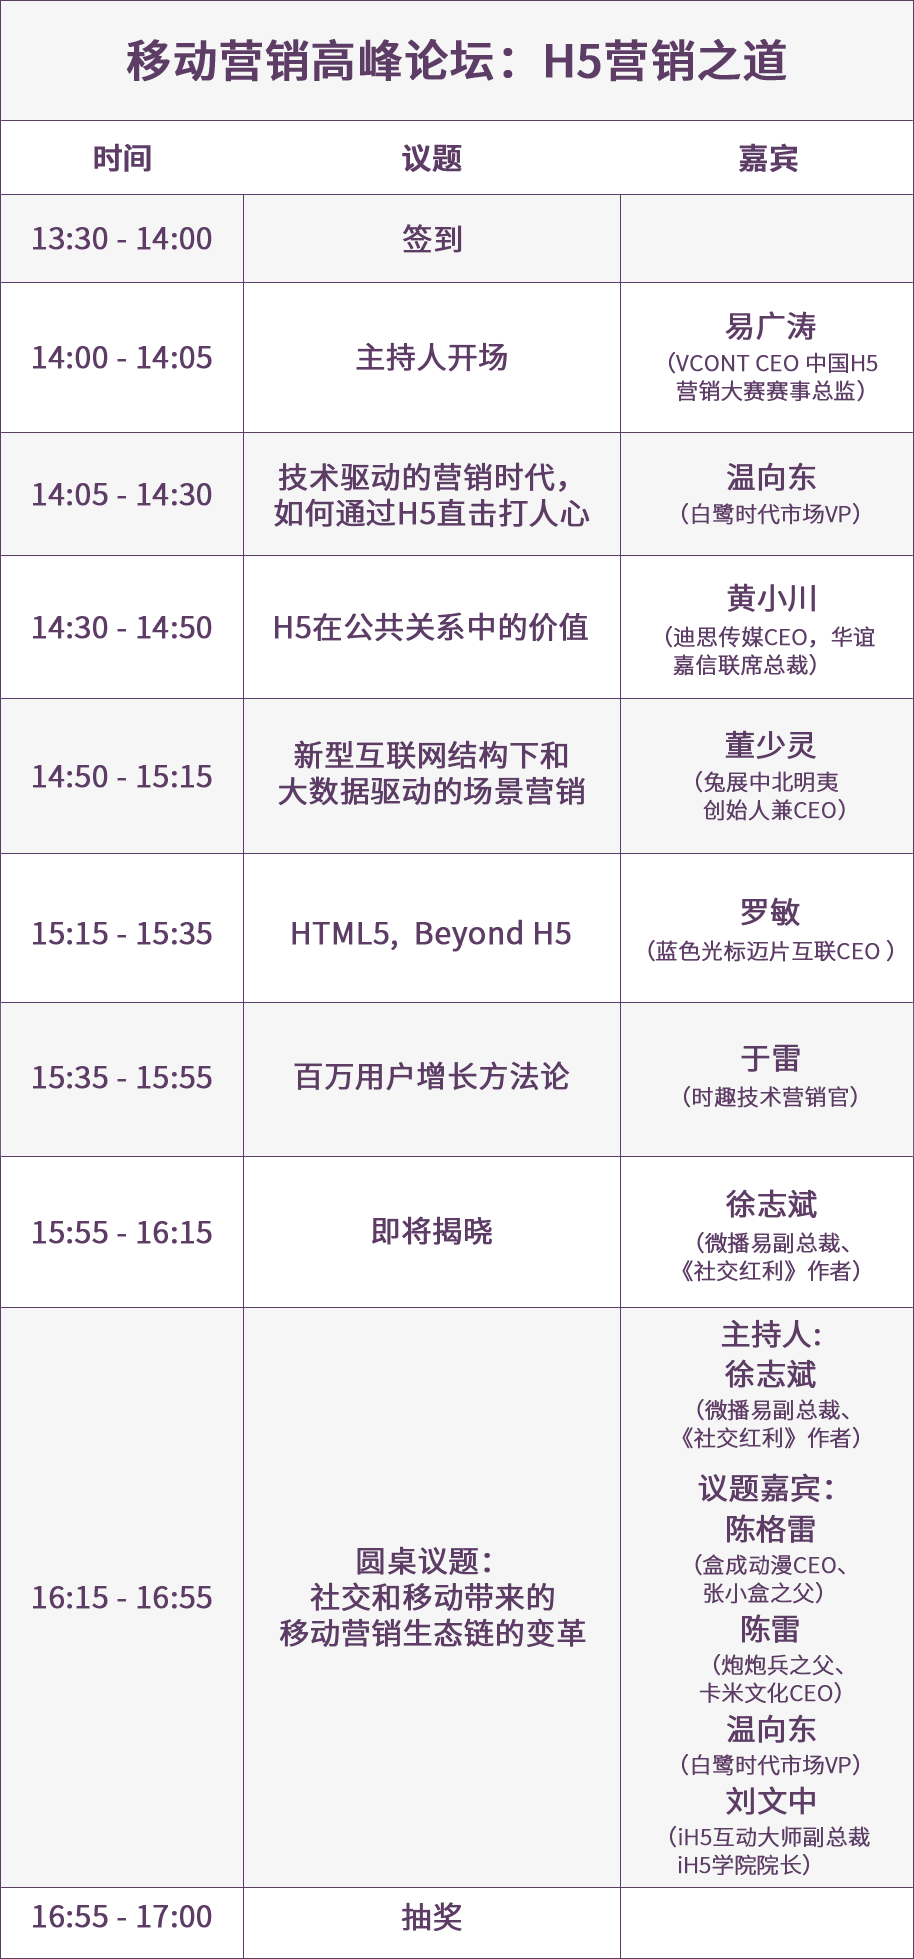 移动营销高峰论坛：H5营销之道
时间 议题 嘉宾
13:30 - 14:00 签到
14:00 - 14:05 主持人开场
易广涛
（VCONT CEO 中国H5
营销大赛赛事总监）
14:05 - 14:30
技术驱动的营销时代，
如何通过H5直击打人心
温向东
（白鹭时代市场VP）
14:30 - 14:50 H5在公共关系中的价值
黄小川
（迪思传媒CEO，华谊
嘉信联席总裁）
14:50 - 15:15
新型互联网结构下和
大数据驱动的场景营销
董少灵
（兔展中北明夷
创始人兼CEO）
15:15 - 15:35 HTML5, Beyond H5
罗敏
（蓝色光标迈片互联CEO ）
15:35 - 15:55 百万用户增长方法论
于雷
（时趣技术营销官）
15:55 - 16:15 即将揭晓
徐志斌
（微播易副总裁、
《社交红利》作者）
16:15 - 16:55
圆桌议题：
社交和移动带来的
移动营销生态链的变革
主持人:
徐志斌
（微播易副总裁、
《社交红利》作者）
议题嘉宾：
陈格雷
（盒成动漫CEO、
张小盒之父）
陈雷
（炮炮兵之父、
卡米文化CEO）
温向东
（白鹭时代市场VP）
刘文中
（iH5互动大师副总裁
iH5学院院长）
16:55 - 17:00 抽奖